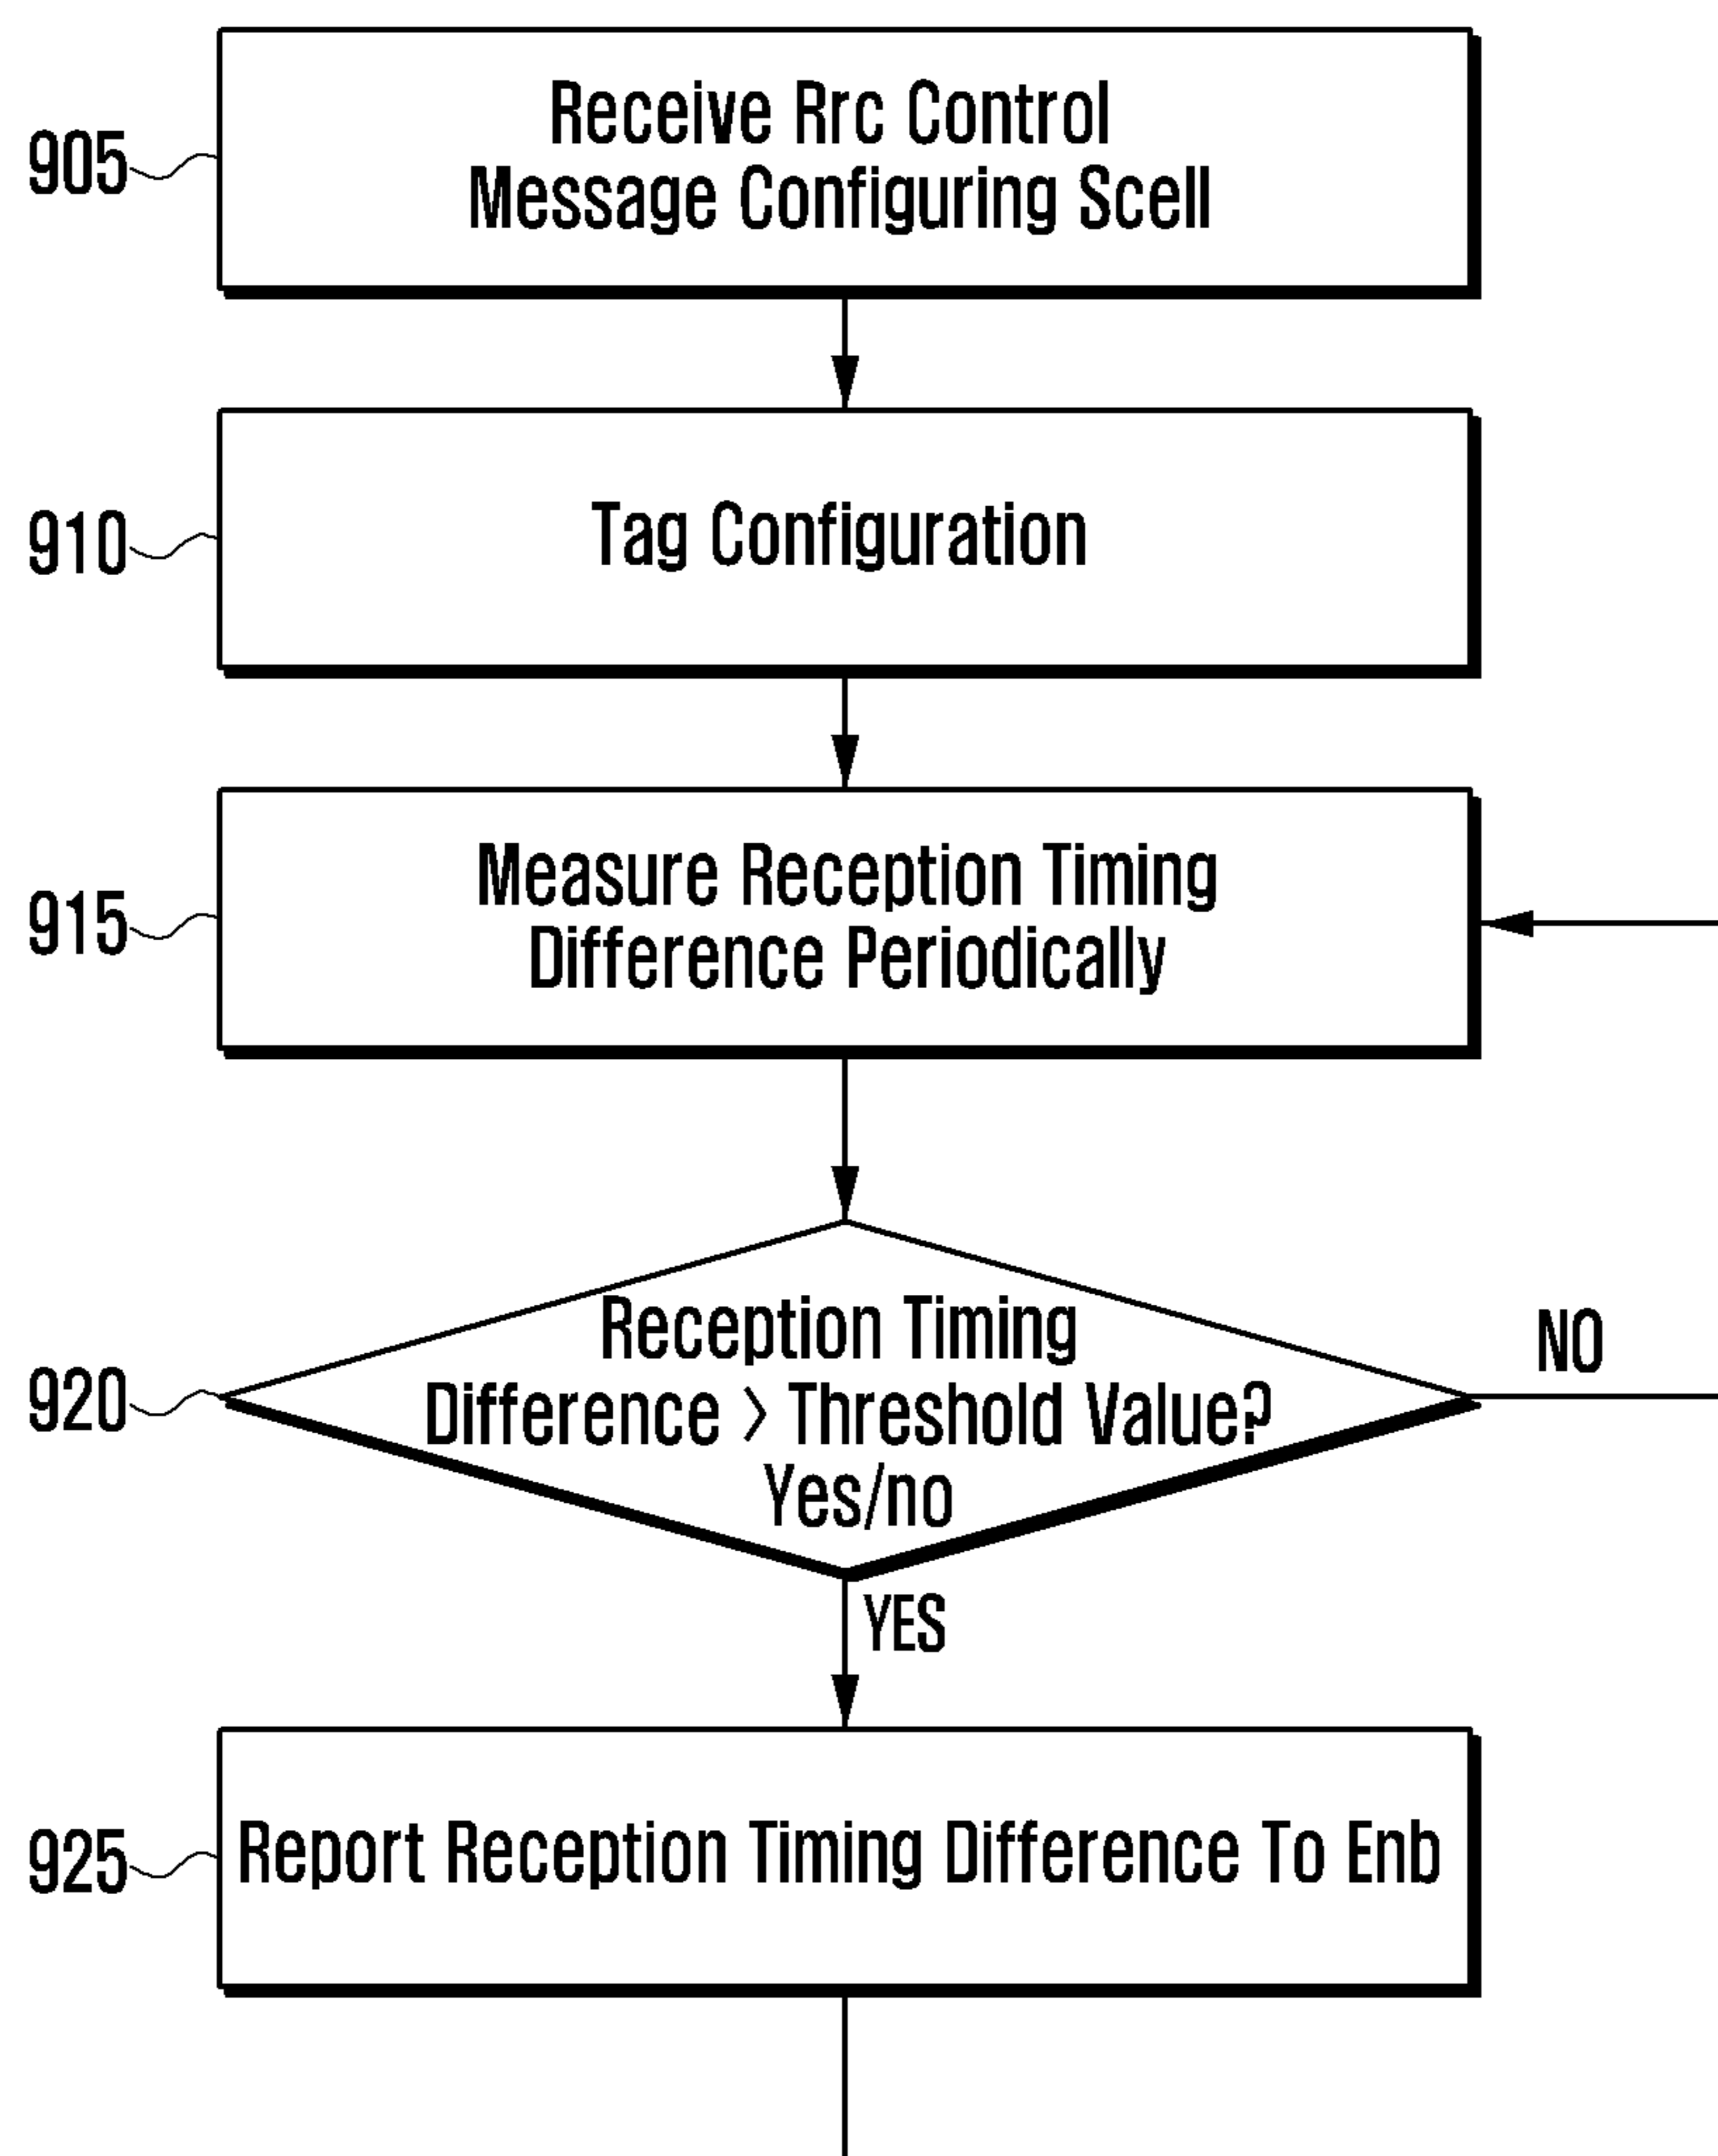 905
Receive Rrc Control
Message Configuring Scell
910
Tag Configuration
915
Measure Reception Timing
Difference Periodically
920
Reception Timing
Difference > Threshold Value?
Yes/no
NO
YES
925
Report Reception Timing Difference To Enb